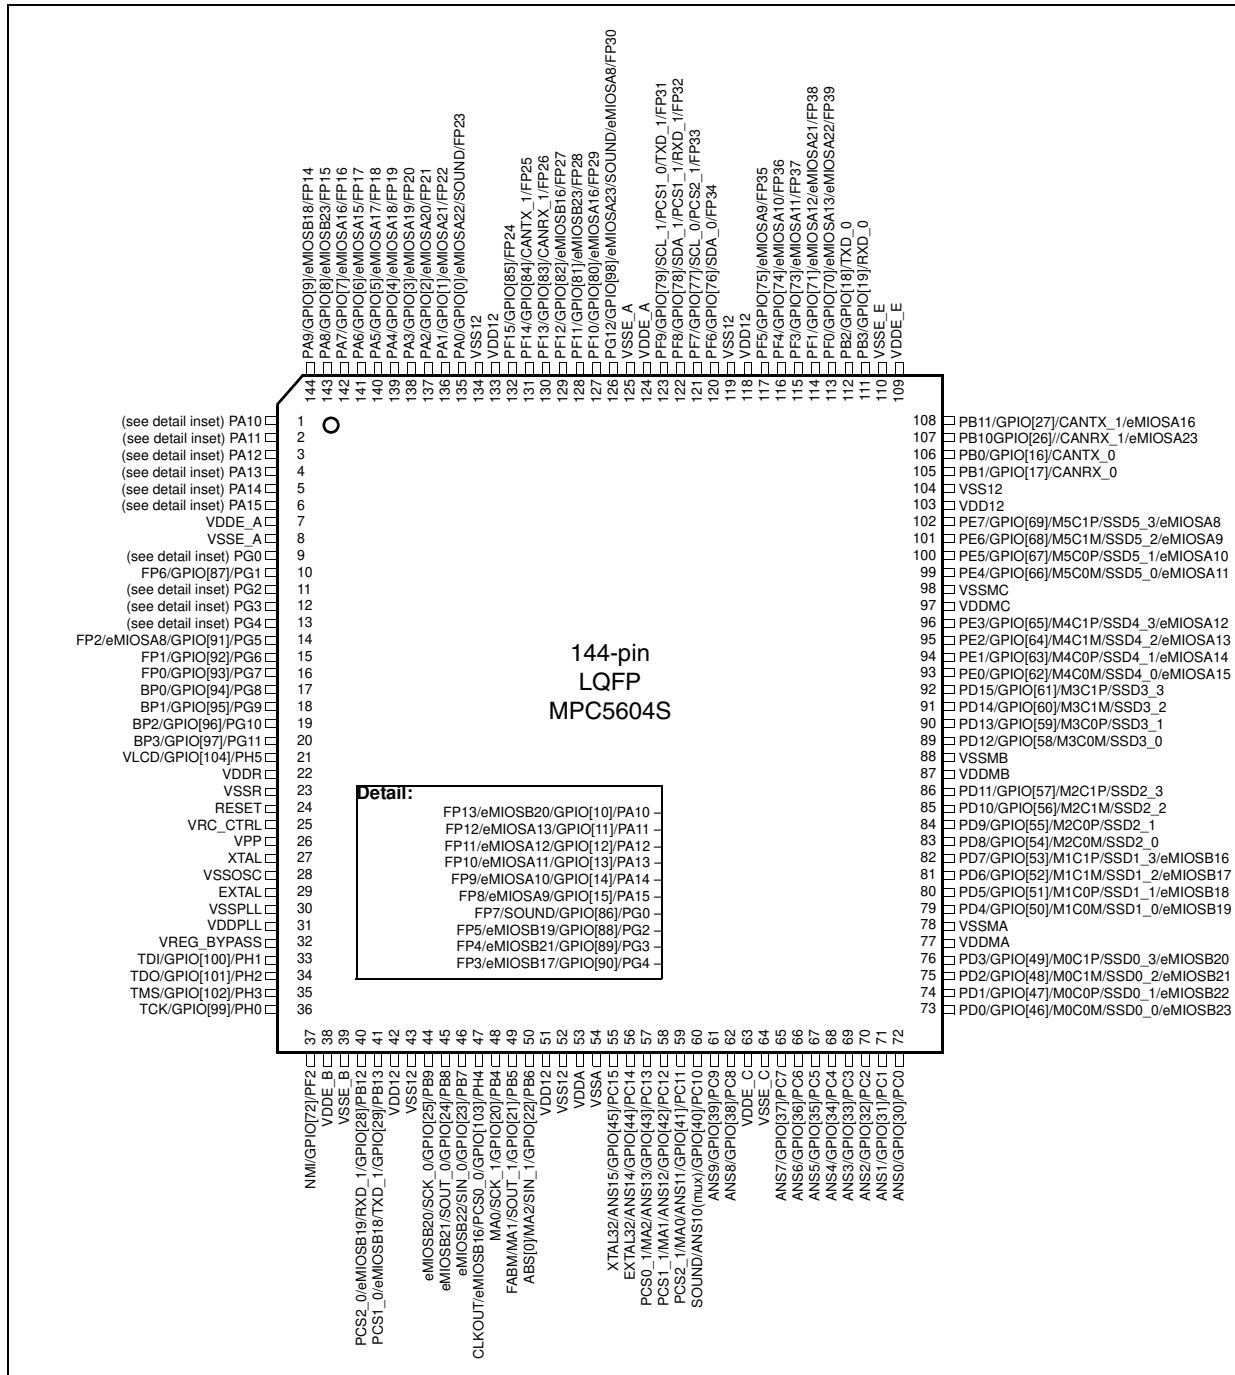 PA9/GPIO[9]/eMIOSB18/FP14
PA8/GPIO[8]/eMIOSB23/FP15
PA7/GPIO[7]/eMIOSA16/FP16
PA6/GPIO[6]/eMIOSA15/FP17
PA5/GPIO[5]/eMIOSA17/FP18
PA4/GPIO[4]/eMIOSA18/FP19
PA3/GPIO[3]/eMIOSA19/FP20
PA2/GPIO[2]/eMIOSA20/FP21
PA1/GPIO[1]/eMIOSA21/FP22
PA0/GPIO[0]/eMIOSA22/SOUND/FP23
VSS12
VDD12
PF15/GPIO[85]/FP24
PF14/GPIO[84]/CANTX_1/FP25
PF13/GPIO[83]/CANRX_1/FP26
PF12/GPIO[82]/eMIOSB16/FP27
PF11/GPIO[81]/eMIOSB23/FP28
PF10/GPIO[80]/eMIOSA16/FP29
PG12/GPIO[98]/eMIOSA23/SOUND/eMIOSA8/FP30
VSSE_A
VDDE_A
PF9/GPIO[79]/SCL_1/PCS1_0/TXD_1/FP31
PF8/GPIO[78]/SDA_1/PCS1_1/RXD_1/FP32
PF7/GPIO[77]/SCL_0/PCS2_1/FP33
PF6/GPIO[76]/SDA_0/FP34
VSS12
VDD12
PF5/GPIO[75]/eMIOSA9/FP35
PF4/GPIO[74]/eMIOSA10/FP36
PF3/GPIO[73]/eMIOSA11/FP37
PF1/GPIO[71]/eMIOSA12/eMIOSA21/FP38
PF0/GPIO[70]/eMIOSA13/eMIOSA22/FP39
PB2/GPIO[18]/TXD_0
PB3/GPIO[19]/RXD_0
VSSE_E
VDDE_E
144 143 142 141 140 139 138 137 136 135 134 133 132 131 130 129 128 127 126 125 124 123 122 121 120 119 118 117 116 115 114 113 112 111 110 109
(see detail inset) PA10 1
(see detail inset) PA11 2
(see detail inset) PA12 3
(see detail inset) PA13 4
(see detail inset) PA14 5
(see detail inset) PA15 6
VDDE_A 7
VSSE_A 8
(see detail inset) PG0 9
FP6/GPIO[87]/PG1 10
(see detail inset) PG2 11
(see detail inset) PG3 12
(see detail inset) PG4 13
FP2/eMIOSA8/GPIO[91]/PG5 14
FP1/GPIO[92]/PG6 15
FP0/GPIO[93]/PG7 16
BP0/GPIO[94]/PG8 17
BP1/GPIO[95]/PG9 18
BP2/GPIO[96]/PG10 19
BP3/GPIO[97]/PG11 20
VLCD/GPIO[104]/PH5 21
VDDR 22
VSSR 23
RESET 24
VRC_CTRL 25
VPP 26
XTAL 27
VSSOSC 28
EXTAL 29
VSSPLL 30
VDDPLL 31
VREG_BYPASS 32
TDI/GPIO[100]/PH1 33
TDO/GPIO[101]/PH2 34
TMS/GPIO[102]/PH3 35
TCK/GPIO[99]/PH0 36
144-pin
LQFP
MPC5604S
Detail:
FP13/eMIOSB20/GPIO[10]/PA10
FP12/eMIOSA13/GPIO[11]/PA11
FP11/eMIOSA12/GPIO[12]/PA12
FP10/eMIOSA11/GPIO[13]/PA13
FP9/eMIOSA10/GPIO[14]/PA14
FP8/eMIOSA9/GPIO[15]/PA15
FP7/SOUND/GPIO[86]/PG0
FP5/eMIOSB19/GPIO[88]/PG2
FP4/eMIOSB21/GPIO[89]/PG3
FP3/eMIOSB17/GPIO[90]/PG4
108 PB11/GPIO[27]/CANTX_1/eMIOSA16
107 PB10GPIO[26]//CANRX_1/eMIOSA23
106 PB0/GPIO[16]/CANTX_0
105 PB1/GPIO[17]/CANRX_0
104 VSS12
103 VDD12
102 PE7/GPIO[69]/M5C1P/SSD5_3/eMIOSA8
101 PE6/GPIO[68]/M5C1M/SSD5_2/eMIOSA9
100 PE5/GPIO[67]/M5C0P/SSD5_1/eMIOSA10
99 PE4/GPIO[66]/M5C0M/SSD5_0/eMIOSA11
98 VSSMC
97 VDDMC
96 PE3/GPIO[65]/M4C1P/SSD4_3/eMIOSA12
95 PE2/GPIO[64]/M4C1M/SSD4_2/eMIOSA13
94 PE1/GPIO[63]/M4C0P/SSD4_1/eMIOSA14
93 PE0/GPIO[62]/M4C0M/SSD4_0/eMIOSA15
92 PD15/GPIO[61]/M3C1P/SSD3_3
91 PD14/GPIO[60]/M3C1M/SSD3_2
90 PD13/GPIO[59]/M3C0P/SSD3_1
89 PD12/GPIO[58/M3C0M/SSD3_0
88 VSSMB
87 VDDMB
86 PD11/GPIO[57]/M2C1P/SSD2_3
85 PD10/GPIO[56]/M2C1M/SSD2_2
84 PD9/GPIO[55]/M2C0P/SSD2_1
83 PD8/GPIO[54]/M2C0M/SSD2_0
82 PD7/GPIO[53]/M1C1P/SSD1_3/eMIOSB16
81 PD6/GPIO[52]/M1C1M/SSD1_2/eMIOSB17
80 PD5/GPIO[51]/M1C0P/SSD1_1/eMIOSB18
79 PD4/GPIO[50]/M1C0M/SSD1_0/eMIOSB19
78 VSSMA
77 VDDMA
76 PD3/GPIO[49]/M0C1P/SSD0_3/eMIOSB20
75 PD2/GPIO[48]/M0C1M/SSD0_2/eMIOSB21
74 PD1/GPIO[47]/M0C0P/SSD0_1/eMIOSB22
73 PD0/GPIO[46]/M0C0M/SSD0_0/eMIOSB23
37 38 39 40 41 42 43 44 45 46 47 48 49 50 51 52 53 54 55 56 57 58 59 60 61 62 63 64 65 66 67 68 69 70 71 72
NMI/GPIO[72]/PF2
VDDE_B
VSSE_B
PCS2_0/eMIOSB19/RXD_1/GPIO[28]/PB12
PCS1_0/eMIOSB18/TXD_1/GPIO[29]/PB13
VDD12
VSS12
eMIOSB20/SCK_0/GPIO[25]/PB9
eMIOSB21/SOUT_0/GPIO[24]/PB8
eMIOSB22/SIN_0/GPIO[23]/PB7
CLKOUT/eMIOSB16/PCS0_0/GPIO[103]/PH4
MA0/SCK_1/GPIO[20]/PB4
FABM/MA1/SOUT_1/GPIO[21]/PB5
ABS[0]/MA2/SIN_1/GPIO[22]/PB6
VDD12
VSS12
VDDA
VSSA
XTAL32/ANS15/GPIO[45]/PC15
EXTAL32/ANS14/GPIO[44]/PC14
PCS0_1/MA2/ANS13/GPIO[43]/PC13
PCS1_1/MA1/ANS12/GPIO[42]/PC12
PCS2_1/MA0/ANS11/GPIO[41]/PC11
SOUND/ANS10(mux)/GPIO[40]/PC10
ANS9/GPIO[39]/PC9
ANS8/GPIO[38]/PC8
VDDE_C
VSSE_C
ANS7/GPIO[37]/PC7
ANS6/GPIO[36]/PC6
ANS5/GPIO[35]/PC5
ANS4/GPIO[34]/PC4
ANS3/GPIO[33]/PC3
ANS2/GPIO[32]/PC2
ANS1/GPIO[31]/PC1
ANS0/GPIO[30]/PC0